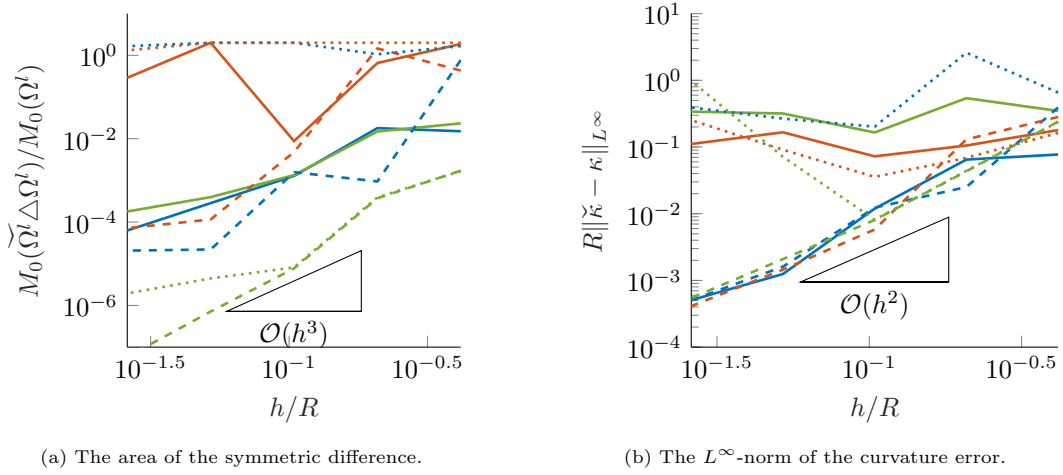 10^0
10^{-2}
10^{-4}
10^{-6}
M_0(\widecheck{Ω^l} △ Ω^l)/M_0(Ω^l)
O(h^3)
10^{-1.5}
10^{-1}
10^{-0.5}
h/R
(a) The area of the symmetric difference.
10^1
10^0
10^{-1}
10^{-2}
10^{-3}
10^{-4}
R||\widecheck{κ} − κ||_{L^∞}
O(h^2)
10^{-1.5}
10^{-1}
10^{-0.5}
h/R
(b) The L^∞-norm of the curvature error.